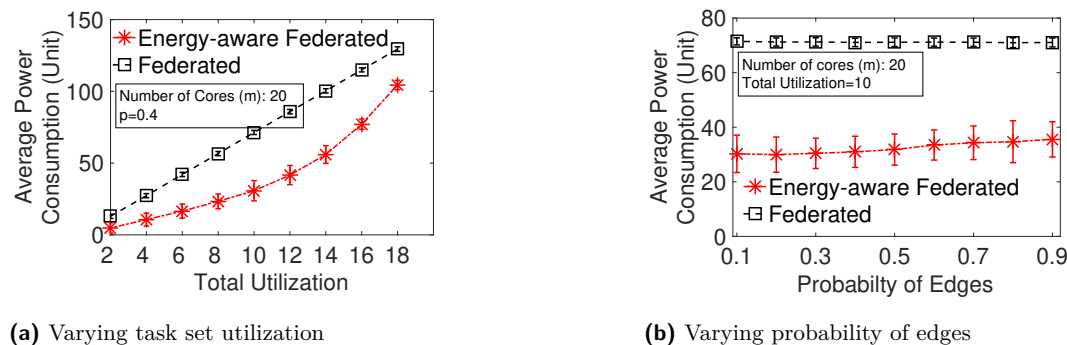 150
100
50
0
Average Power
Consumption (Unit)
Energy-aware Federated
Federated
Number of Cores (m): 20
p=0.4
2 4 6 8 10 12 14 16 18
Total Utilization
(a) Varying task set utilization
80
60
40
20
0
Average Power
Consumption (Unit)
Number of cores (m): 20
Total Utilization=10
Energy-aware Federated
Federated
0.1 0.3 0.5 0.7 0.9
Probabilty of Edges
(b) Varying probability of edges